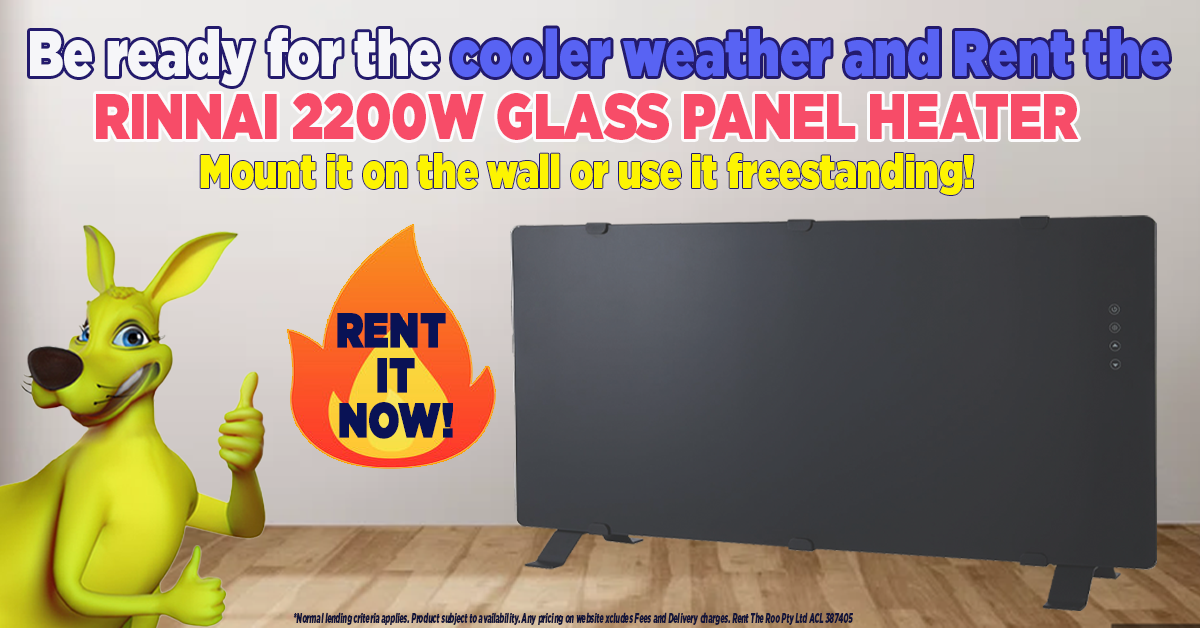 Be ready for the cooler weather and Rent the
RINNAI 2200W GLASS PANEL HEATER
Mount it on the wall or use it freestanding!
RENT
IT
NOW!
*Normal lending criteria applies. Product subject to availability. Any pricing on website xcludes Fees and Delivery charges. Rent The Roo Pty Ltd ACL 387405